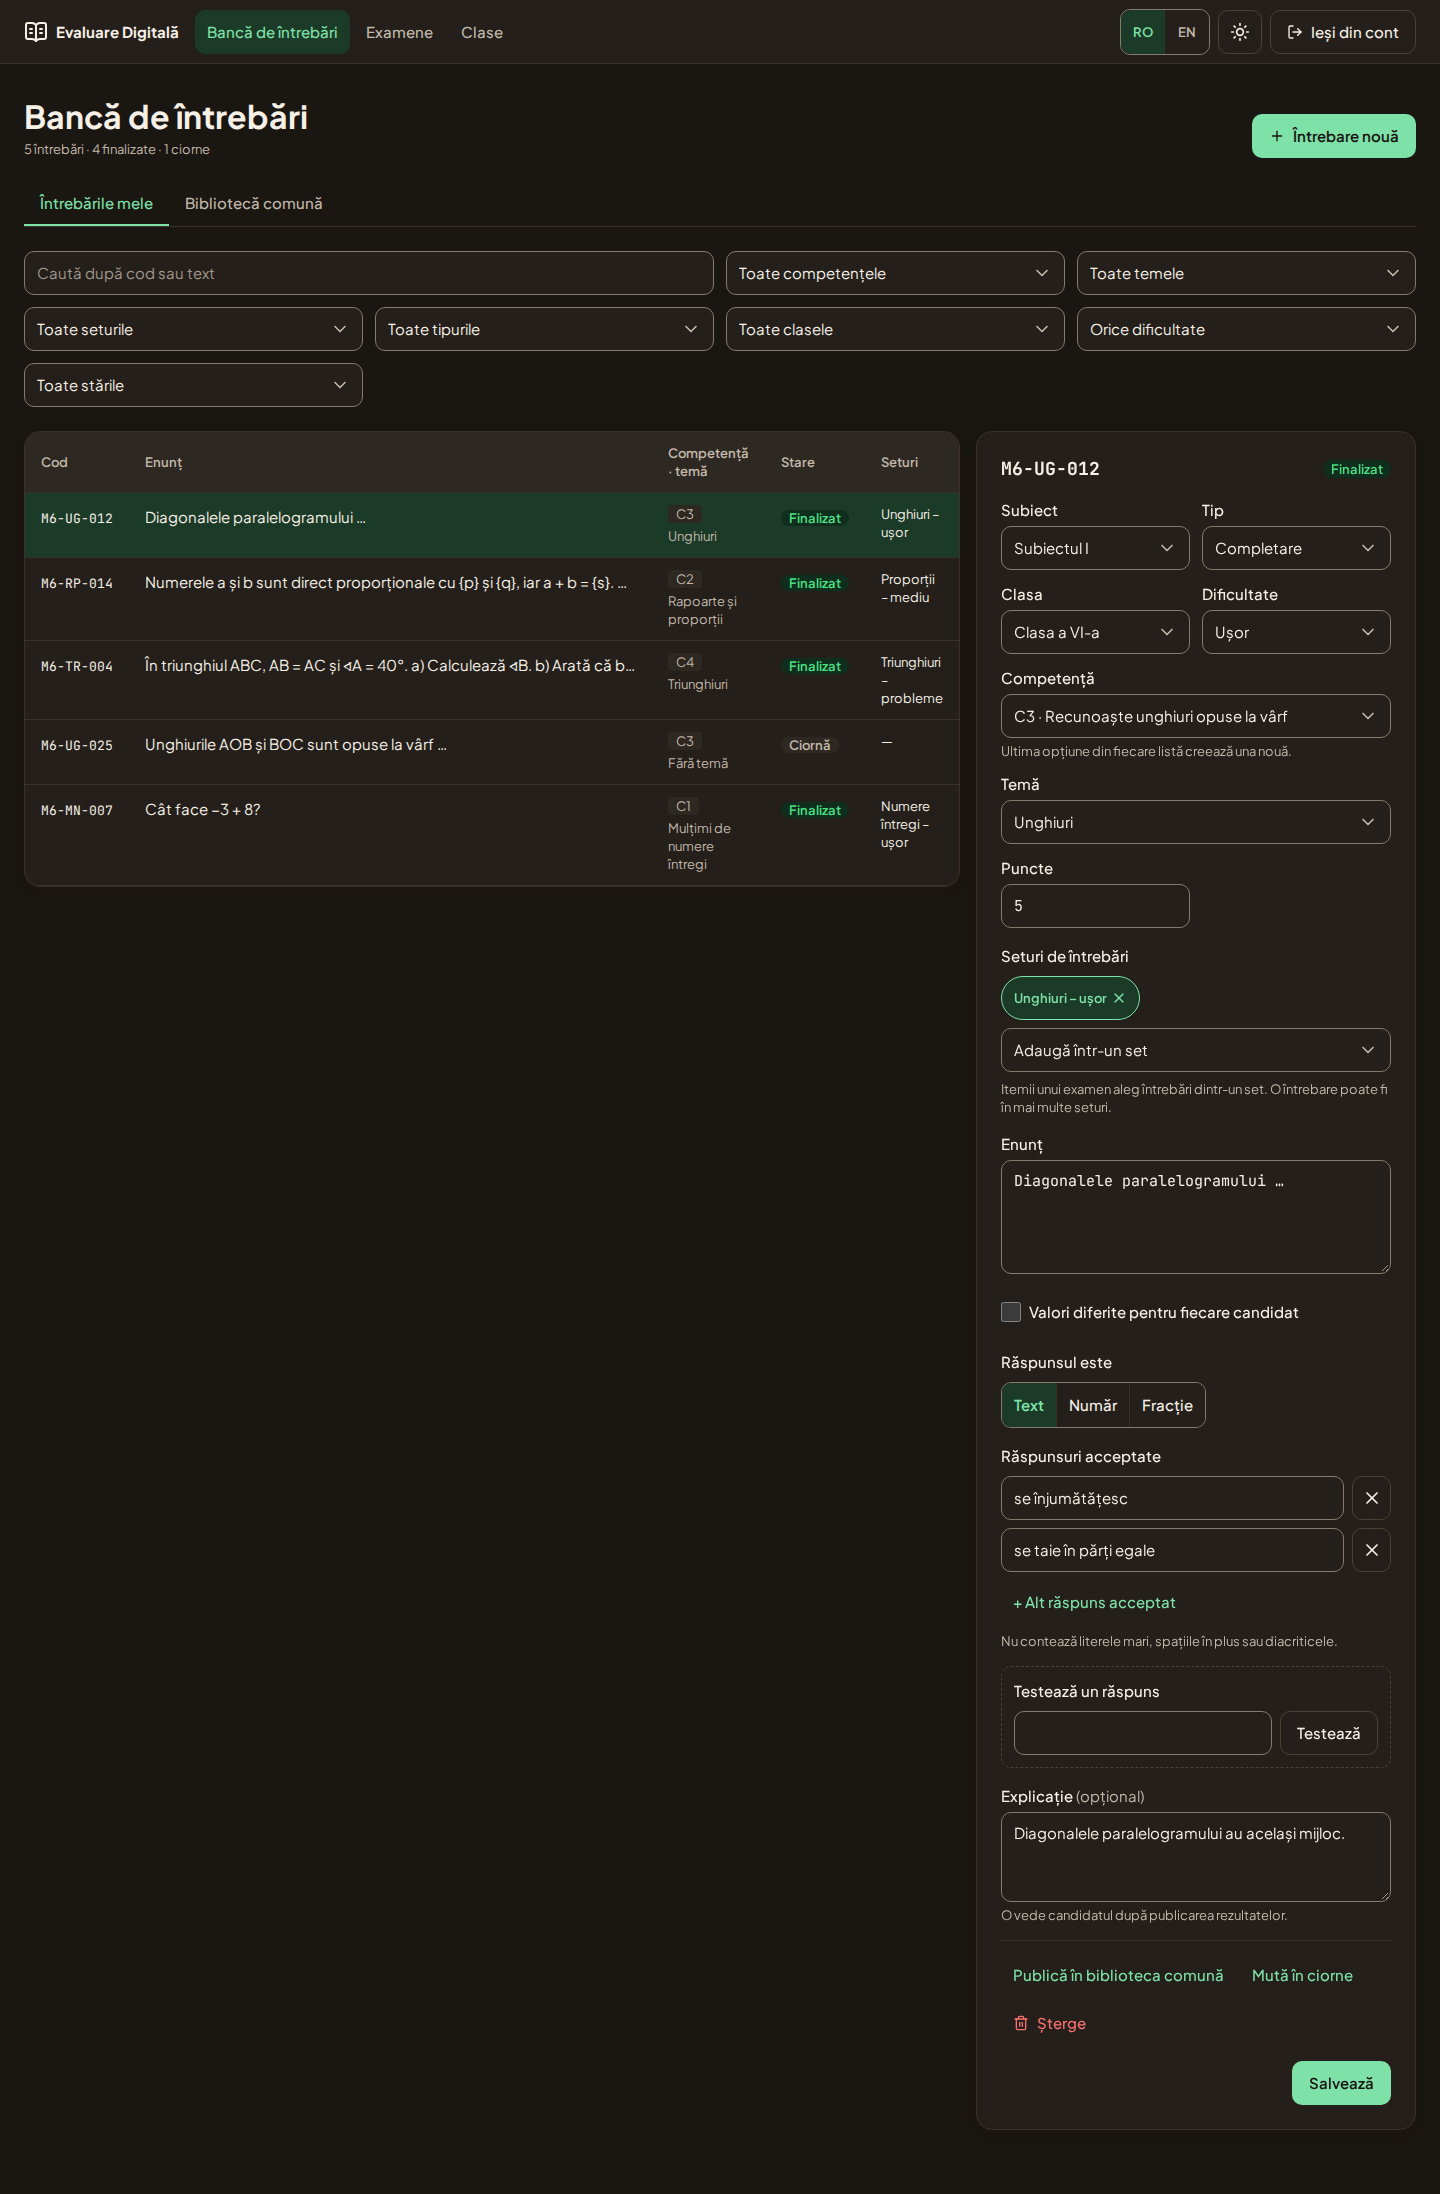 Evaluare Digitală
Bancă de întrebări
Examene
Clase
RO
EN
Ieși din cont
Bancă de întrebări
5 întrebări · 4 finalizate · 1 ciorne
+ Întrebare nouă
Întrebările mele
Bibliotecă comună
Caută după cod sau text
Toate competențele
Toate temele
Toate seturile
Toate tipurile
Toate clasele
Orice dificultate
Toate stările
Cod
Enunț
Competență
· temă
Stare
Seturi
M6-UG-012
Diagonalele paralelogramului …
C3
Unghiuri
Finalizat
Unghiuri –
ușor
M6-RP-014
Numerele a și b sunt direct proporționale cu {p} și {q}, iar a + b = {s}. …
C2
Rapoarte și
proporții
Finalizat
Proporții
– mediu
M6-TR-004
În triunghiul ABC, AB = AC și ∢A = 40°. a) Calculează ∢B. b) Arată că b…
C4
Triunghiuri
Finalizat
Triunghiuri
–
probleme
M6-UG-025
Unghiurile AOB și BOC sunt opuse la vârf …
C3
Fără temă
Ciornă
—
M6-MN-007
Cât face −3 + 8?
C1
Mulțimi de
numere
întregi
Finalizat
Numere
întregi –
ușor
M6-UG-012
Finalizat
Subiect
Tip
Subiectul I
Completare
Clasa
Dificultate
Clasa a VI-a
Ușor
Competență
C3 · Recunoaște unghiuri opuse la vârf
Ultima opțiune din fiecare listă creează una nouă.
Temă
Unghiuri
Puncte
5
Seturi de întrebări
Unghiuri – ușor
Adaugă într-un set
Itemii unui examen aleg întrebări dintr-un set. O întrebare poate fi
în mai multe seturi.
Enunț
Diagonalele paralelogramului …
Valori diferite pentru fiecare candidat
Răspunsul este
Text
Număr
Fracție
Răspunsuri acceptate
se înjumătățesc
se taie în părți egale
+ Alt răspuns acceptat
Nu contează literele mari, spațiile în plus sau diacriticele.
Testează un răspuns
Testează
Explicație (opțional)
Diagonalele paralelogramului au același mijloc.
O vede candidatul după publicarea rezultatelor.
Publică în biblioteca comună
Mută în ciorne
Șterge
Salvează